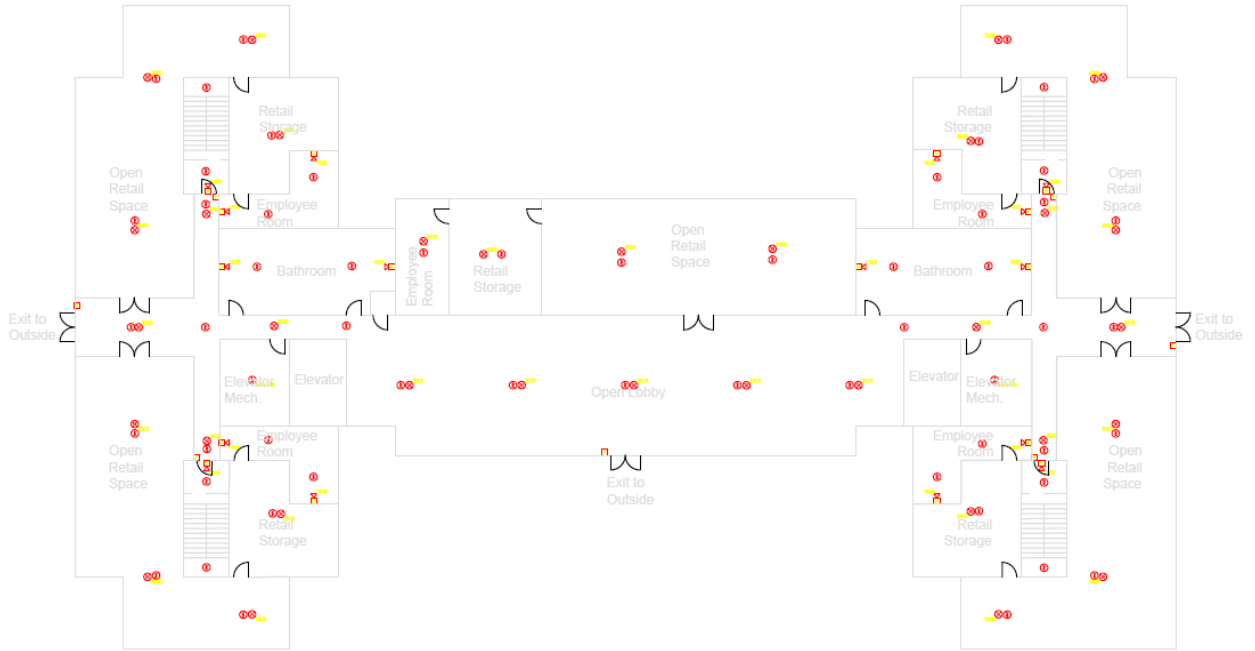 Retail
Storage
Retail
Storage
Open
Retail
Space
Employee
Room
Open
Retail
Space
Employee
Room
Open
Retail
Space
Bathroom
Employee
Room
Retail
Storage
Bathroom
Exit to
Outside
Exit to
Outside
Elevator
Mech.
Elevator
Open Lobby
Elevator
Elevator
Mech.
Employee
Room
Employee
Room
Open
Retail
Space
Exit to
Outside
Open
Retail
Space
Retail
Storage
Retail
Storage